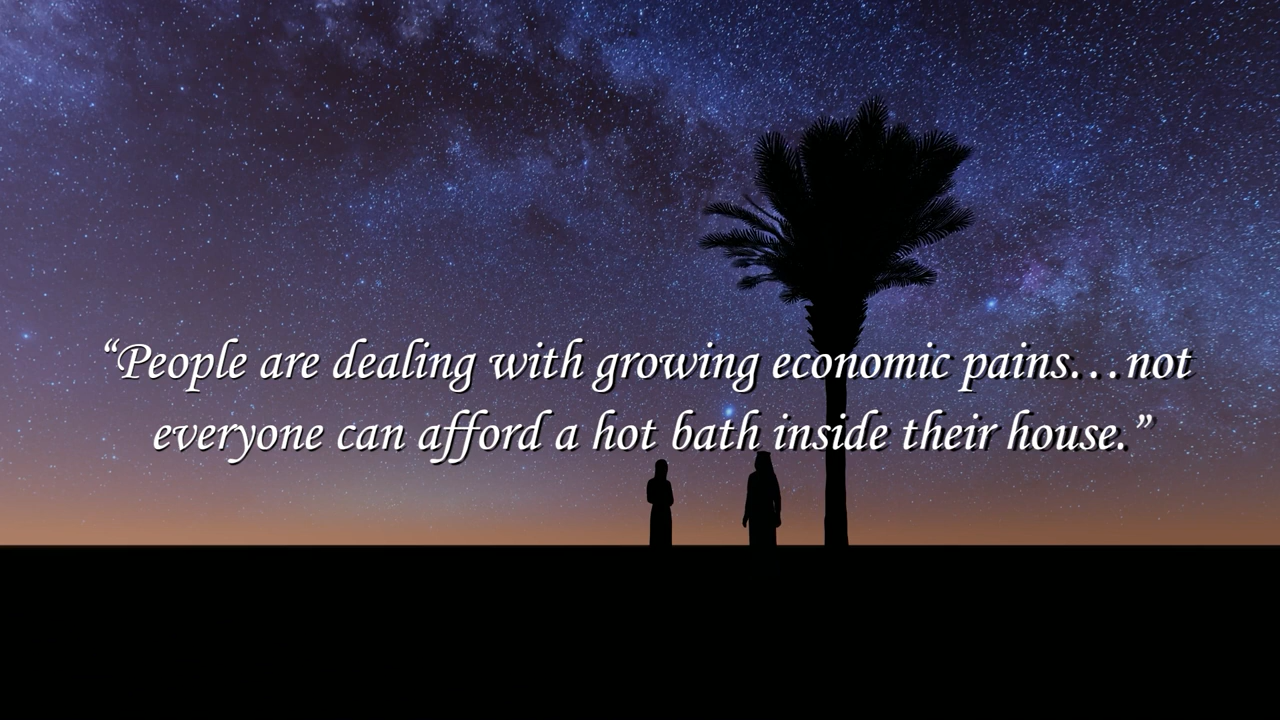 “People are dealing with growing economic pains…not
everyone can afford a hot bath inside their house.”